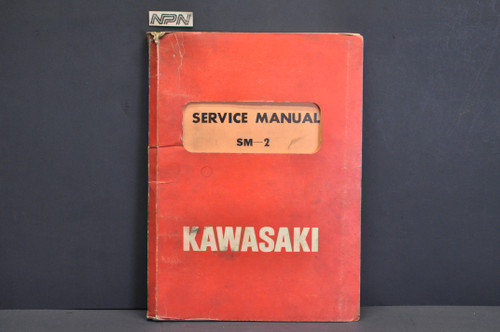 NPN
SERVICE MANUAL
SM-2
KAWASAKI